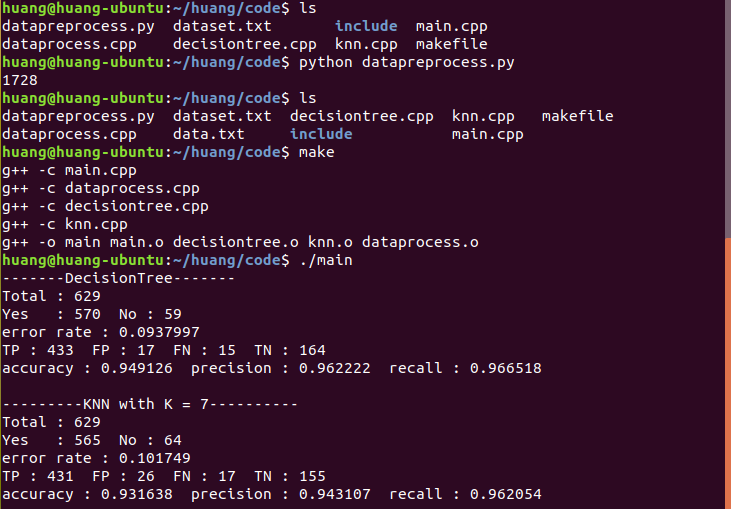 huang@huang-ubuntu:~/huang/code$ ls
datapreprocess.py  dataset.txt       include  main.cpp
dataprocess.cpp    decisiontree.cpp  knn.cpp  makefile
huang@huang-ubuntu:~/huang/code$ python datapreprocess.py
1728
huang@huang-ubuntu:~/huang/code$ ls
datapreprocess.py  dataset.txt  decisiontree.cpp  knn.cpp   makefile
dataprocess.cpp    data.txt     include           main.cpp
huang@huang-ubuntu:~/huang/code$ make
g++ -c main.cpp
g++ -c dataprocess.cpp
g++ -c decisiontree.cpp
g++ -c knn.cpp
g++ -o main main.o decisiontree.o knn.o dataprocess.o
huang@huang-ubuntu:~/huang/code$ ./main
-------DecisionTree-------
Total : 629
Yes   : 570  No : 59
error rate : 0.0937997
TP : 433  FP : 17  FN : 15  TN : 164
accuracy : 0.949126  precision : 0.962222  recall : 0.966518

---------KNN with K = 7----------
Total : 629
Yes   : 565  No : 64
error rate : 0.101749
TP : 431  FP : 26  FN : 17  TN : 155
accuracy : 0.931638  precision : 0.943107  recall : 0.962054